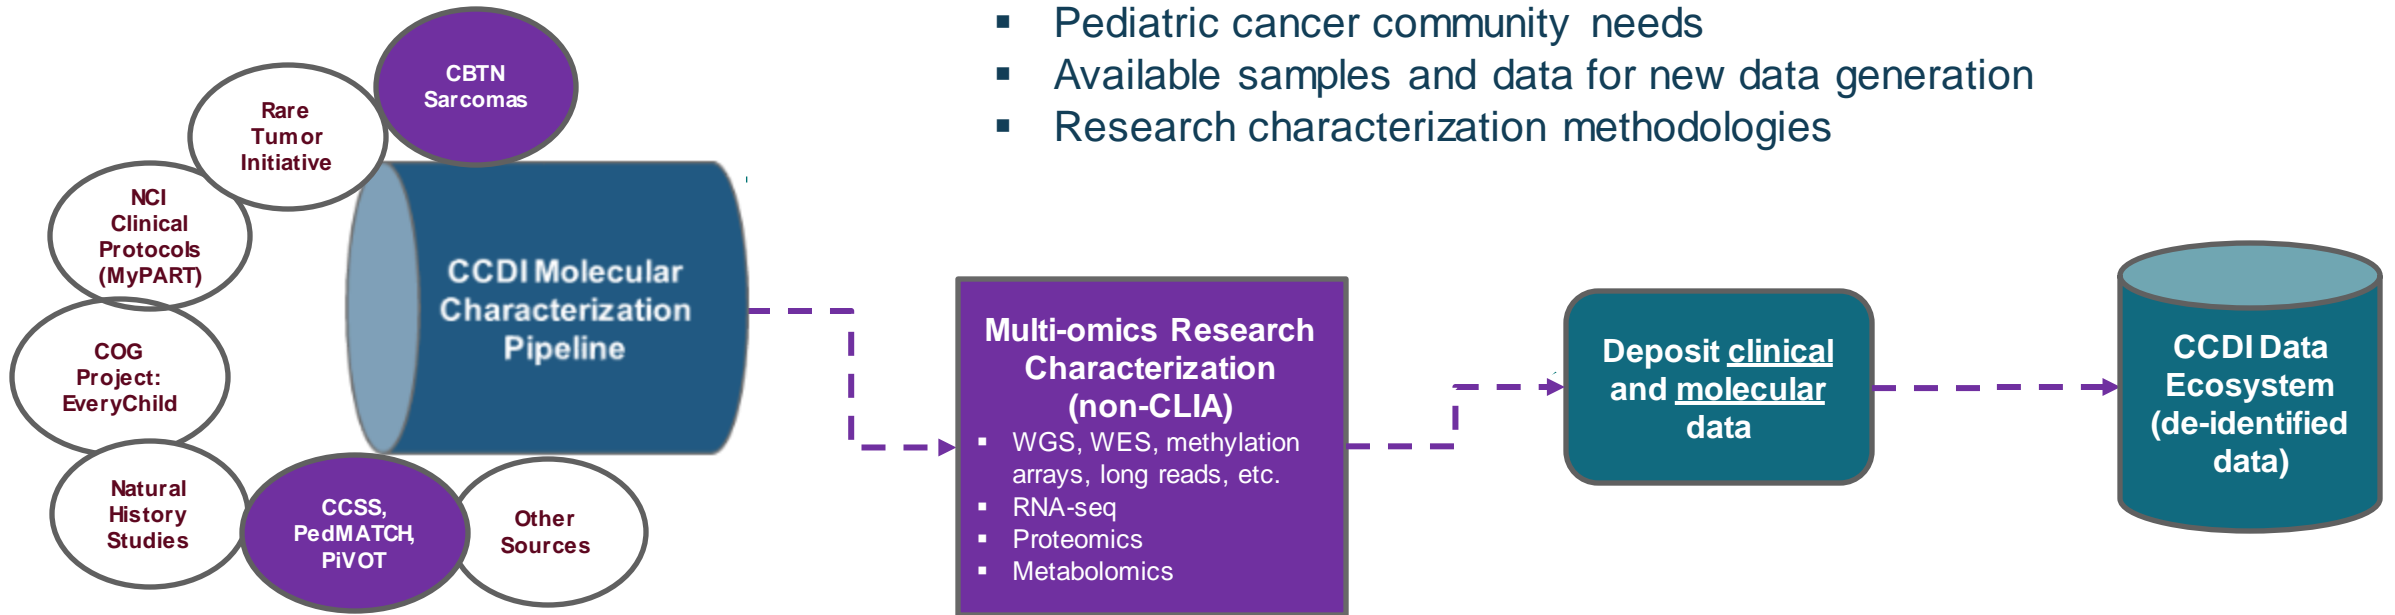 ▪ Pediatric cancer community needs
▪ Available samples and data for new data generation
▪ Research characterization methodologies
CBTN
Sarcomas
Rare
Tumor
Initiative
NCI
Clinical
Protocols
(MyPART)
COG
Project:
EveryChild
Natural
History
Studies
CCSS,
PedMATCH,
PiVOT
Other
Sources
CCDI Molecular
Characterization
Pipeline
Multi-omics Research
Characterization
(non-CLIA)
▪ WGS, WES, methylation
arrays, long reads, etc.
▪ RNA-seq
▪ Proteomics
▪ Metabolomics
Deposit clinical
and molecular
data
CCDI Data
Ecosystem
(de-identified
data)